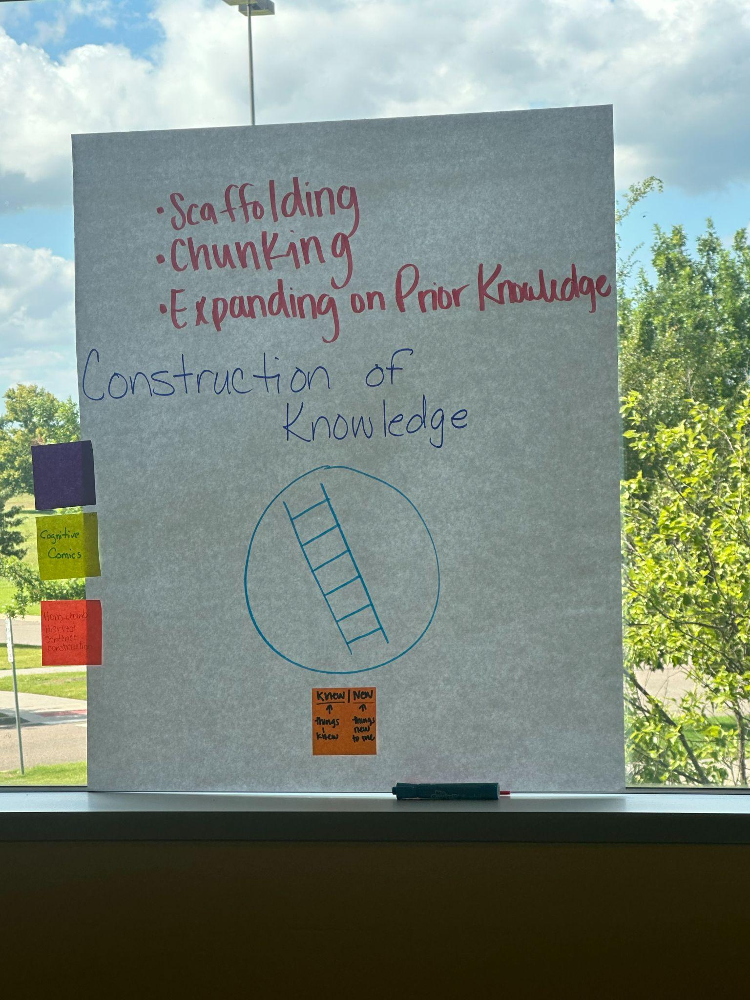 • Scaffolding
• Chunking
• Expanding on Prior Knowledge
Construction of
Knowledge
Cognitive
Comics
Honeycomb
Harvest
sentence
construction
Knew / New
↑ ↑
things things
I new
knew to me